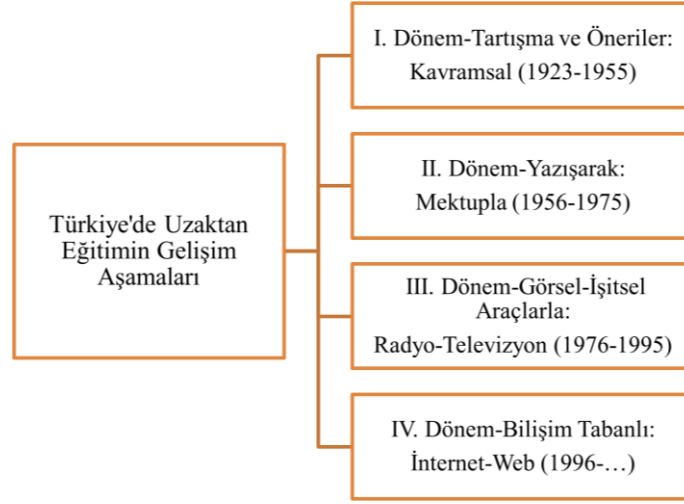 Türkiye'de Uzaktan
Eğitimin Gelişim
Aşamaları
I. Dönem-Tartışma ve Öneriler:
Kavramsal (1923-1955)
II. Dönem-Yazışarak:
Mektupla (1956-1975)
III. Dönem-Görsel-İşitsel
Araçlarla:
Radyo-Televizyon (1976-1995)
IV. Dönem-Bilişim Tabanlı:
İnternet-Web (1996-…)